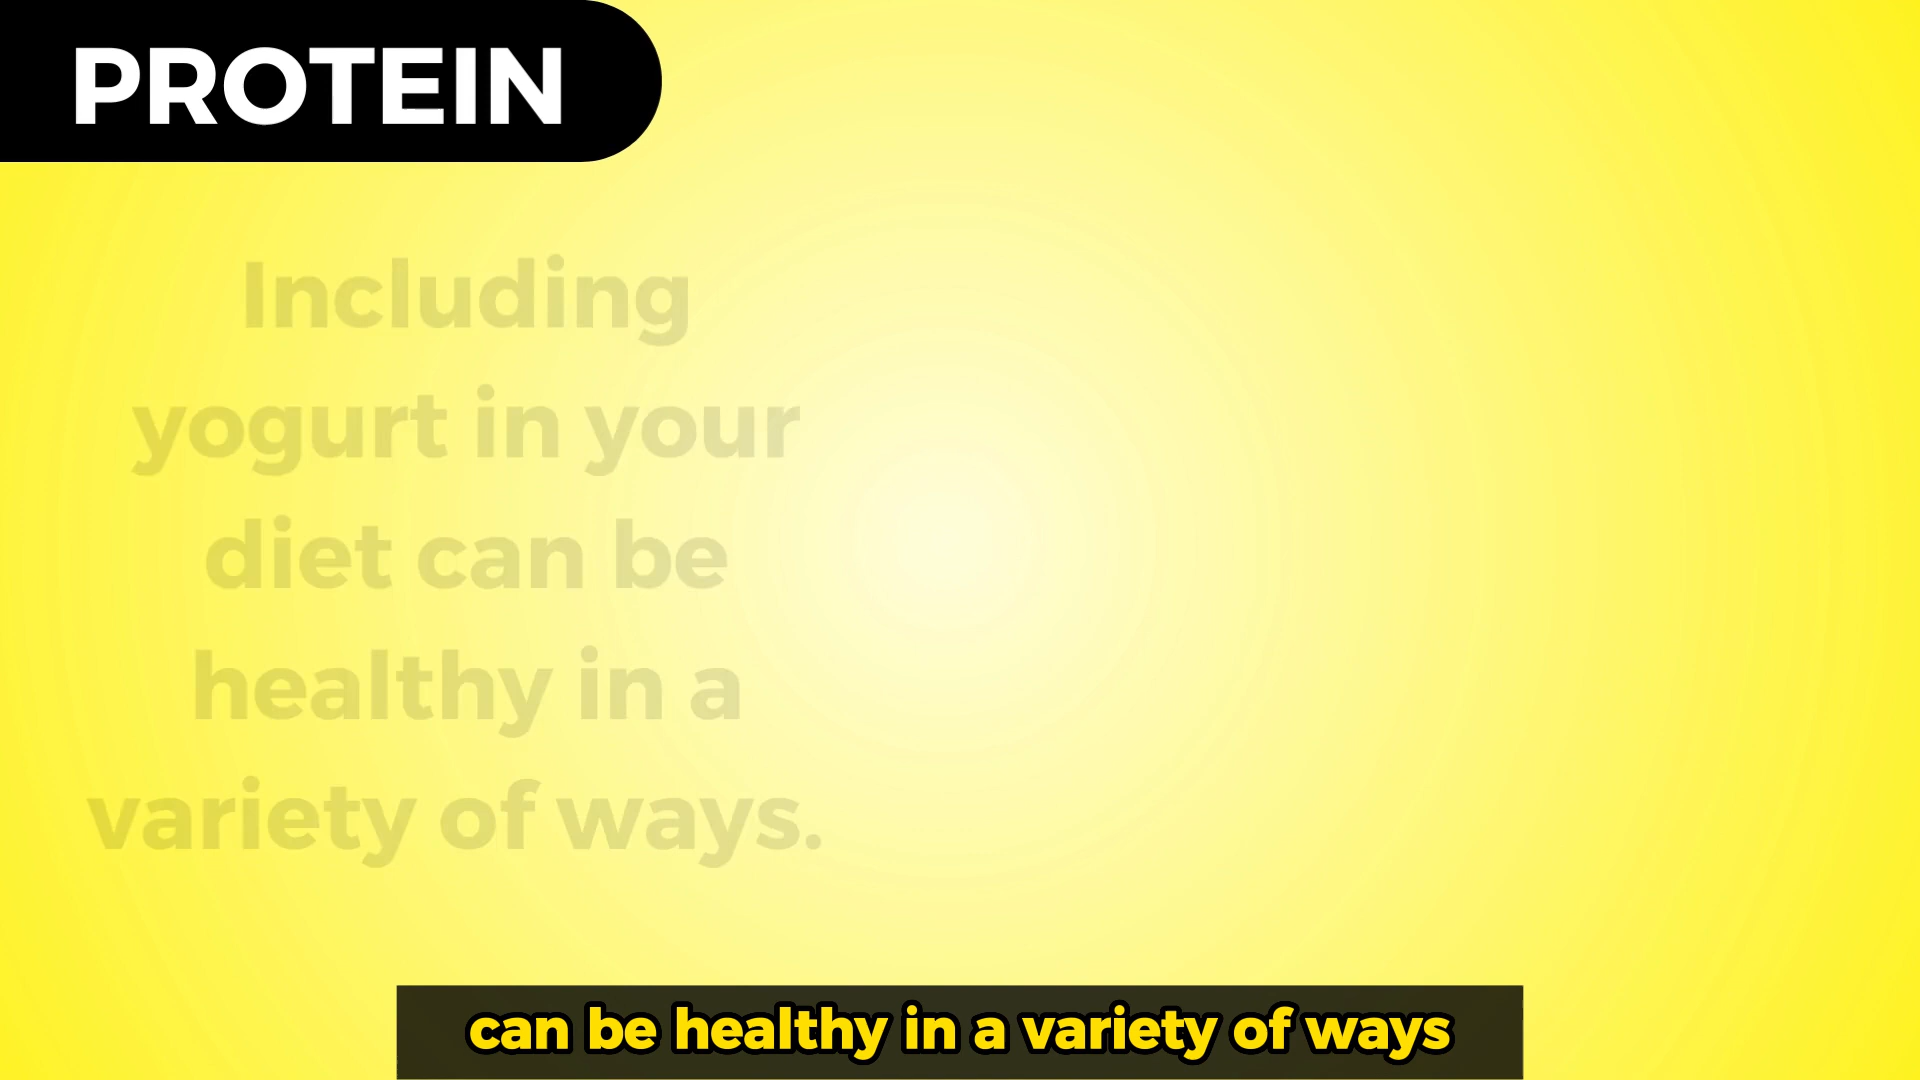 PROTEIN
Including
yogurt in your
diet can be
healthy in a
variety of ways.
can be healthy in a variety of ways